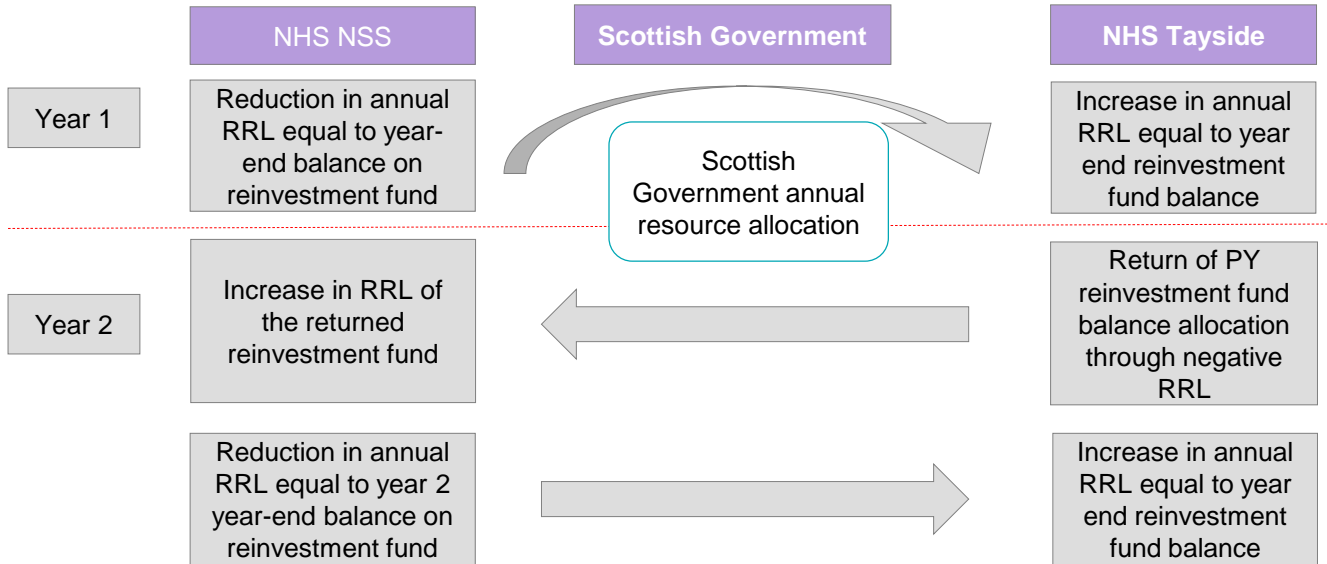 NHS NSS
Scottish Government
NHS Tayside
Year 1
Reduction in annual
RRL equal to year-
end balance on
reinvestment fund
Scottish
Government annual
resource allocation
Increase in annual
RRL equal to year
end reinvestment
fund balance
Year 2
Increase in RRL of
the returned
reinvestment fund
Return of PY
reinvestment fund
balance allocation
through negative
RRL
Reduction in annual
RRL equal to year 2
year-end balance on
reinvestment fund
Increase in annual
RRL equal to year
end reinvestment
fund balance